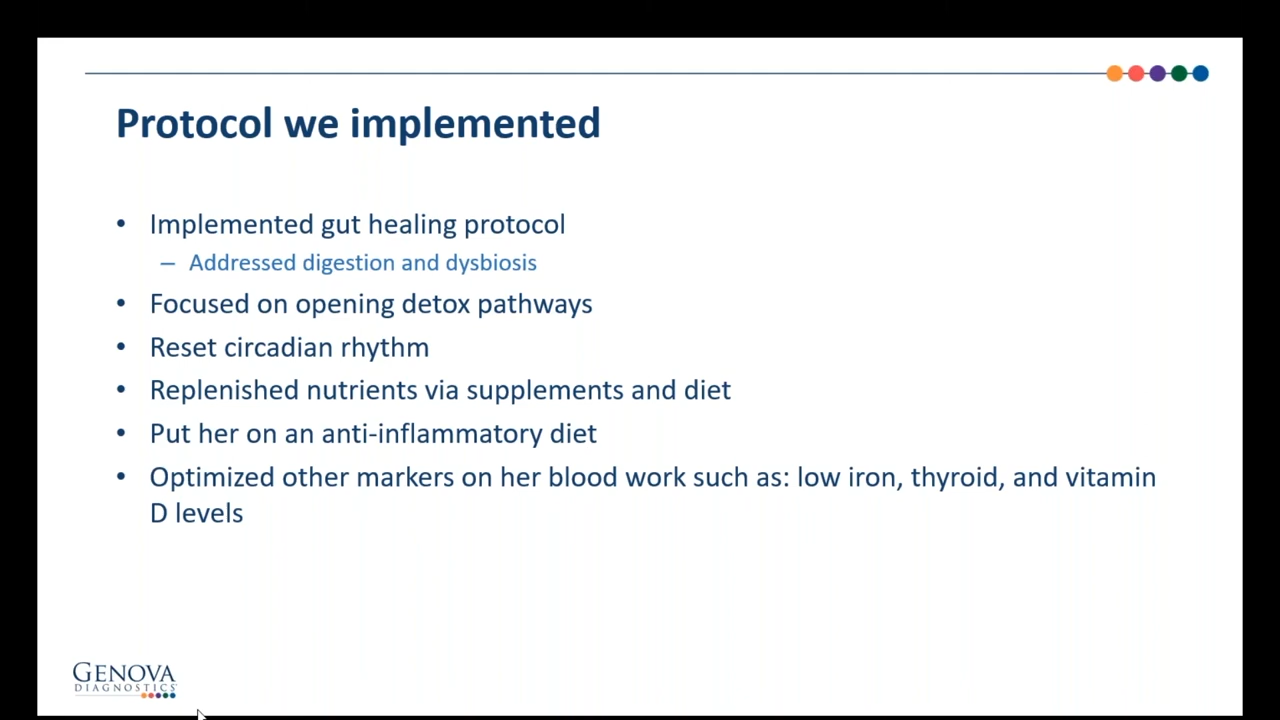 Protocol we implemented
• Implemented gut healing protocol
– Addressed digestion and dysbiosis
• Focused on opening detox pathways
• Reset circadian rhythm
• Replenished nutrients via supplements and diet
• Put her on an anti-inflammatory diet
• Optimized other markers on her blood work such as: low iron, thyroid, and vitamin
D levels
GENOVA
DIAGNOSTICS